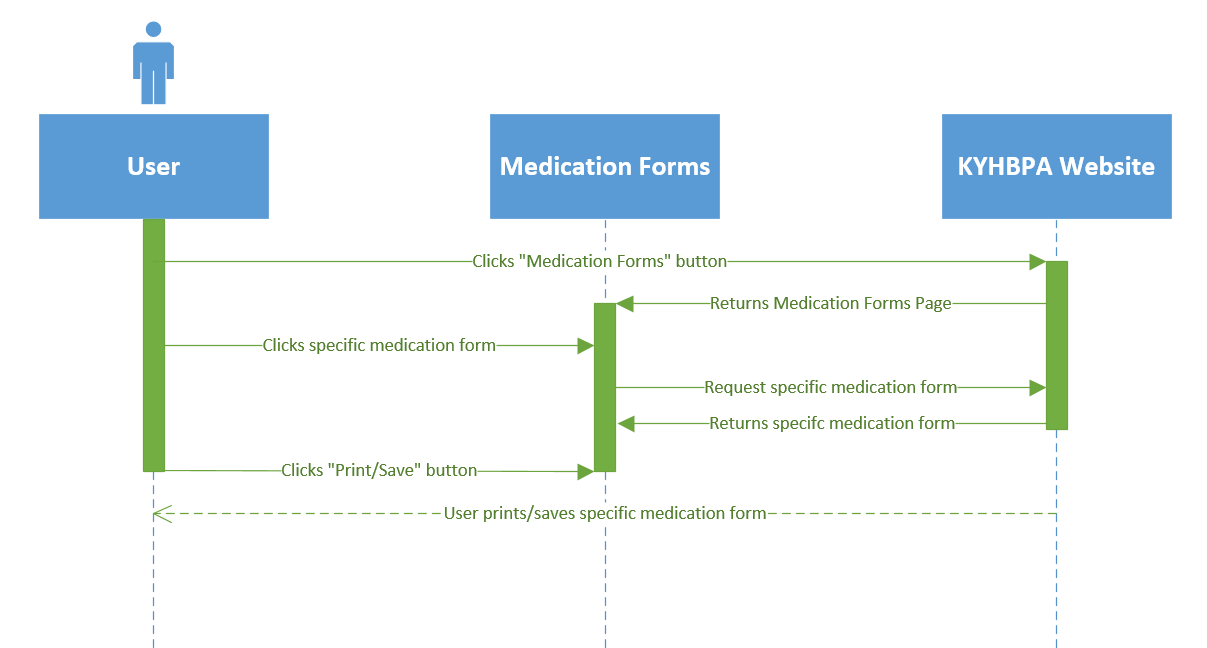 User
Medication Forms
KYHBPA Website
Clicks "Medication Forms" button
Returns Medication Forms Page
Clicks specific medication form
Request specific medication form
Returns specifc medication form
Clicks "Print/Save" button
User prints/saves specific medication form